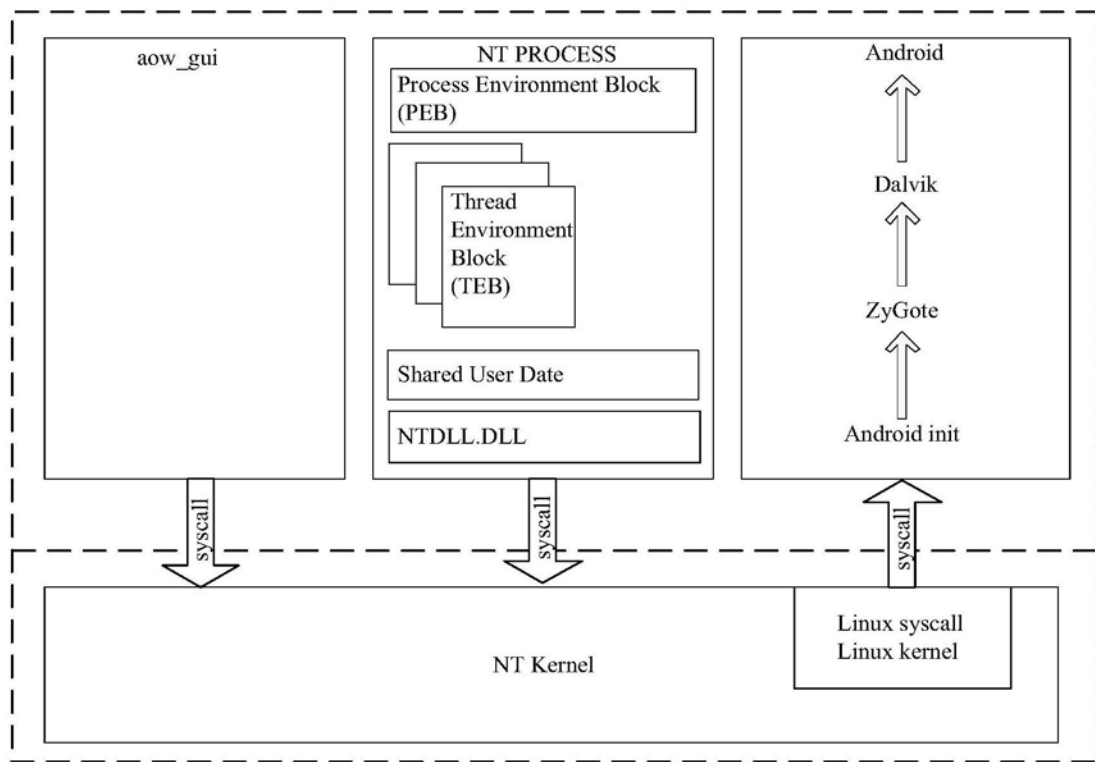 aow_gui
NT PROCESS
Process Environment Block
(PEB)
Thread
Environment
Block
(TEB)
Shared User Date
NTDLL.DLL
Android
Dalvik
ZyGote
Android init
syscall
syscall
syscall
NT Kernel
Linux syscall
Linux kernel